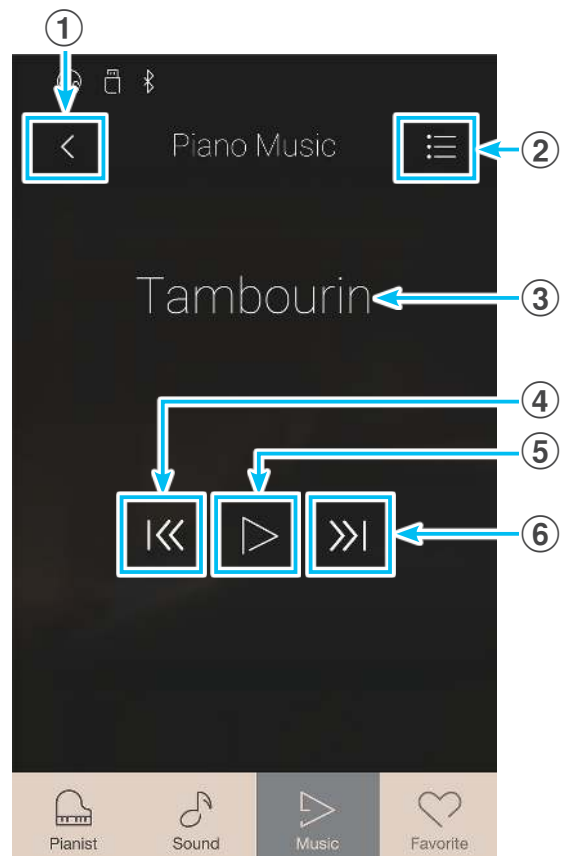 ①
Piano Music
②
Tambourin
③
④
⑤
⑥
Pianist
Sound
Music
Favorite